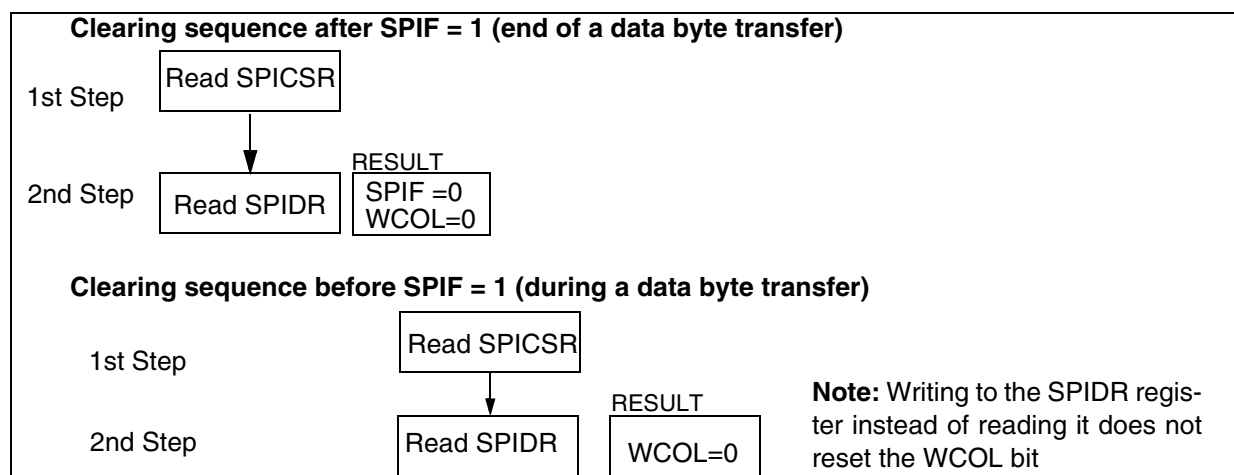 Clearing sequence after SPIF = 1 (end of a data byte transfer)
1st Step
Read SPICSR
2nd Step
Read SPIDR
RESULT
SPIF =0
WCOL=0
Clearing sequence before SPIF = 1 (during a data byte transfer)
1st Step
Read SPICSR
2nd Step
Read SPIDR
RESULT
WCOL=0
Note: Writing to the SPIDR regis-
ter instead of reading it does not
reset the WCOL bit